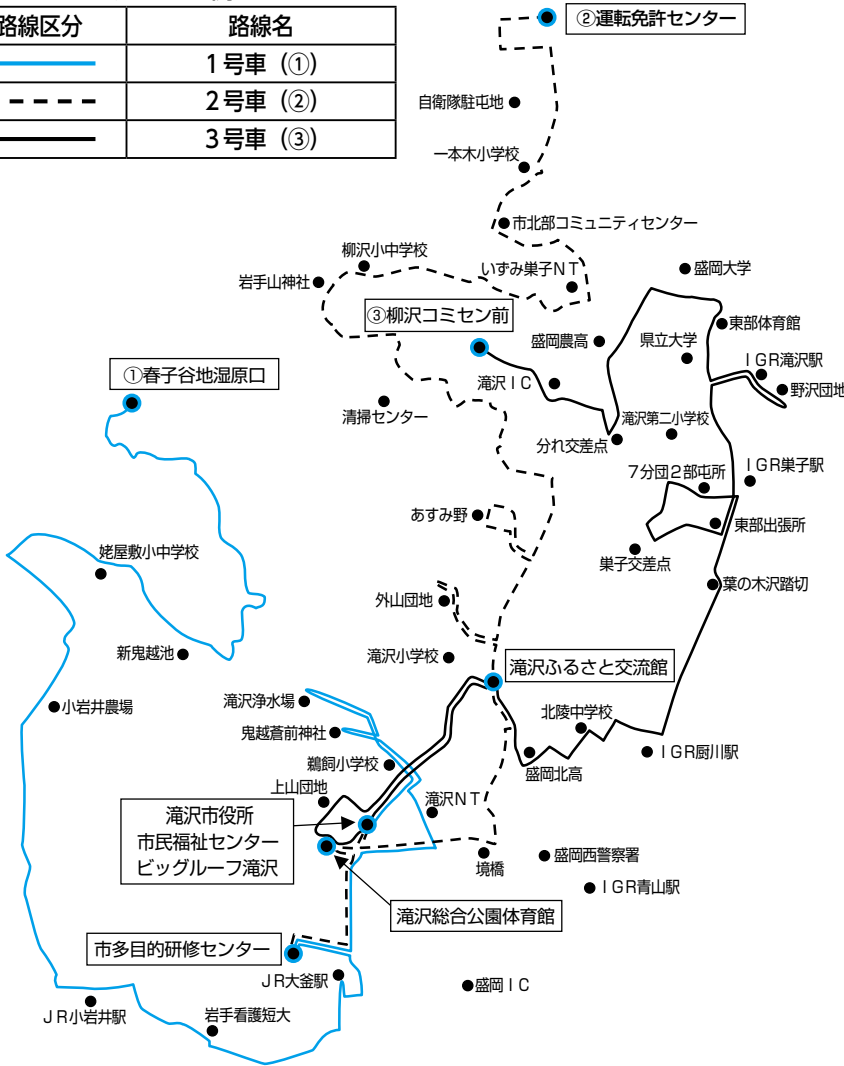 路線区分 路線名
1号車（①）
2号車（②）
3号車（③）
②運転免許センター
自衛隊駐屯地
一本木小学校
市北部コミュニティセンター
柳沢小中学校
いずみ巣子NT
盛岡大学
岩手山神社
③柳沢コミセン前
盛岡農高
東部体育館
県立大学
IGR滝沢駅
①春子谷地湿原口
滝沢IC
野沢団地
清掃センター
滝沢第二小学校
分れ交差点
7分団2部屯所
IGR巣子駅
あすみ野
東部出張所
姥屋敷小中学校
巣子交差点
葉の木沢踏切
外山団地
新鬼越池
滝沢小学校
滝沢ふるさと交流館
小岩井農場
滝沢浄水場
北陵中学校
鬼越蒼前神社
IGR厨川駅
鵜飼小学校
盛岡北高
上山団地
滝沢NT
滝沢市役所
市民福祉センター
ビッグルーフ滝沢
境橋
盛岡西警察署
IGR青山駅
滝沢総合公園体育館
市多目的研修センター
JR大釜駅
盛岡IC
JR小岩井駅
岩手看護短大